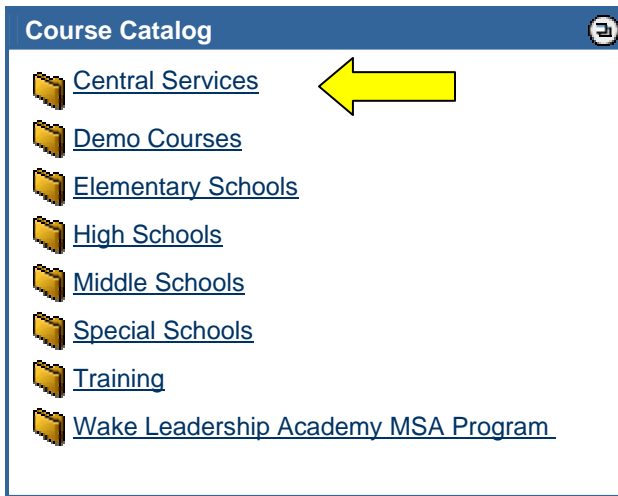 Course Catalog
Central Services
Demo Courses
Elementary Schools
High Schools
Middle Schools
Special Schools
Training
Wake Leadership Academy MSA Program